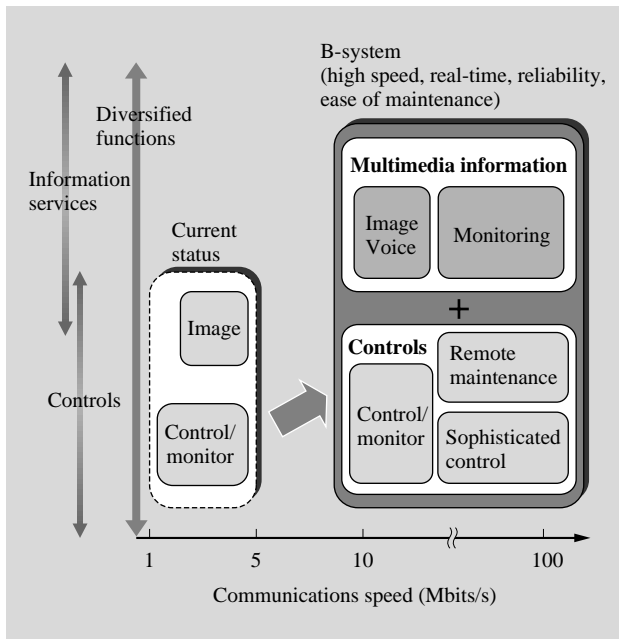 B-system
(high speed, real-time, reliability,
ease of maintenance)
Diversified
functions
Information
services
Controls
Current
status
Image
Control/
monitor
Multimedia information
Image
Voice
Monitoring
+
Controls
Control/
monitor
Remote
maintenance
Sophisticated
control
1
5
10
100
Communications speed (Mbits/s)